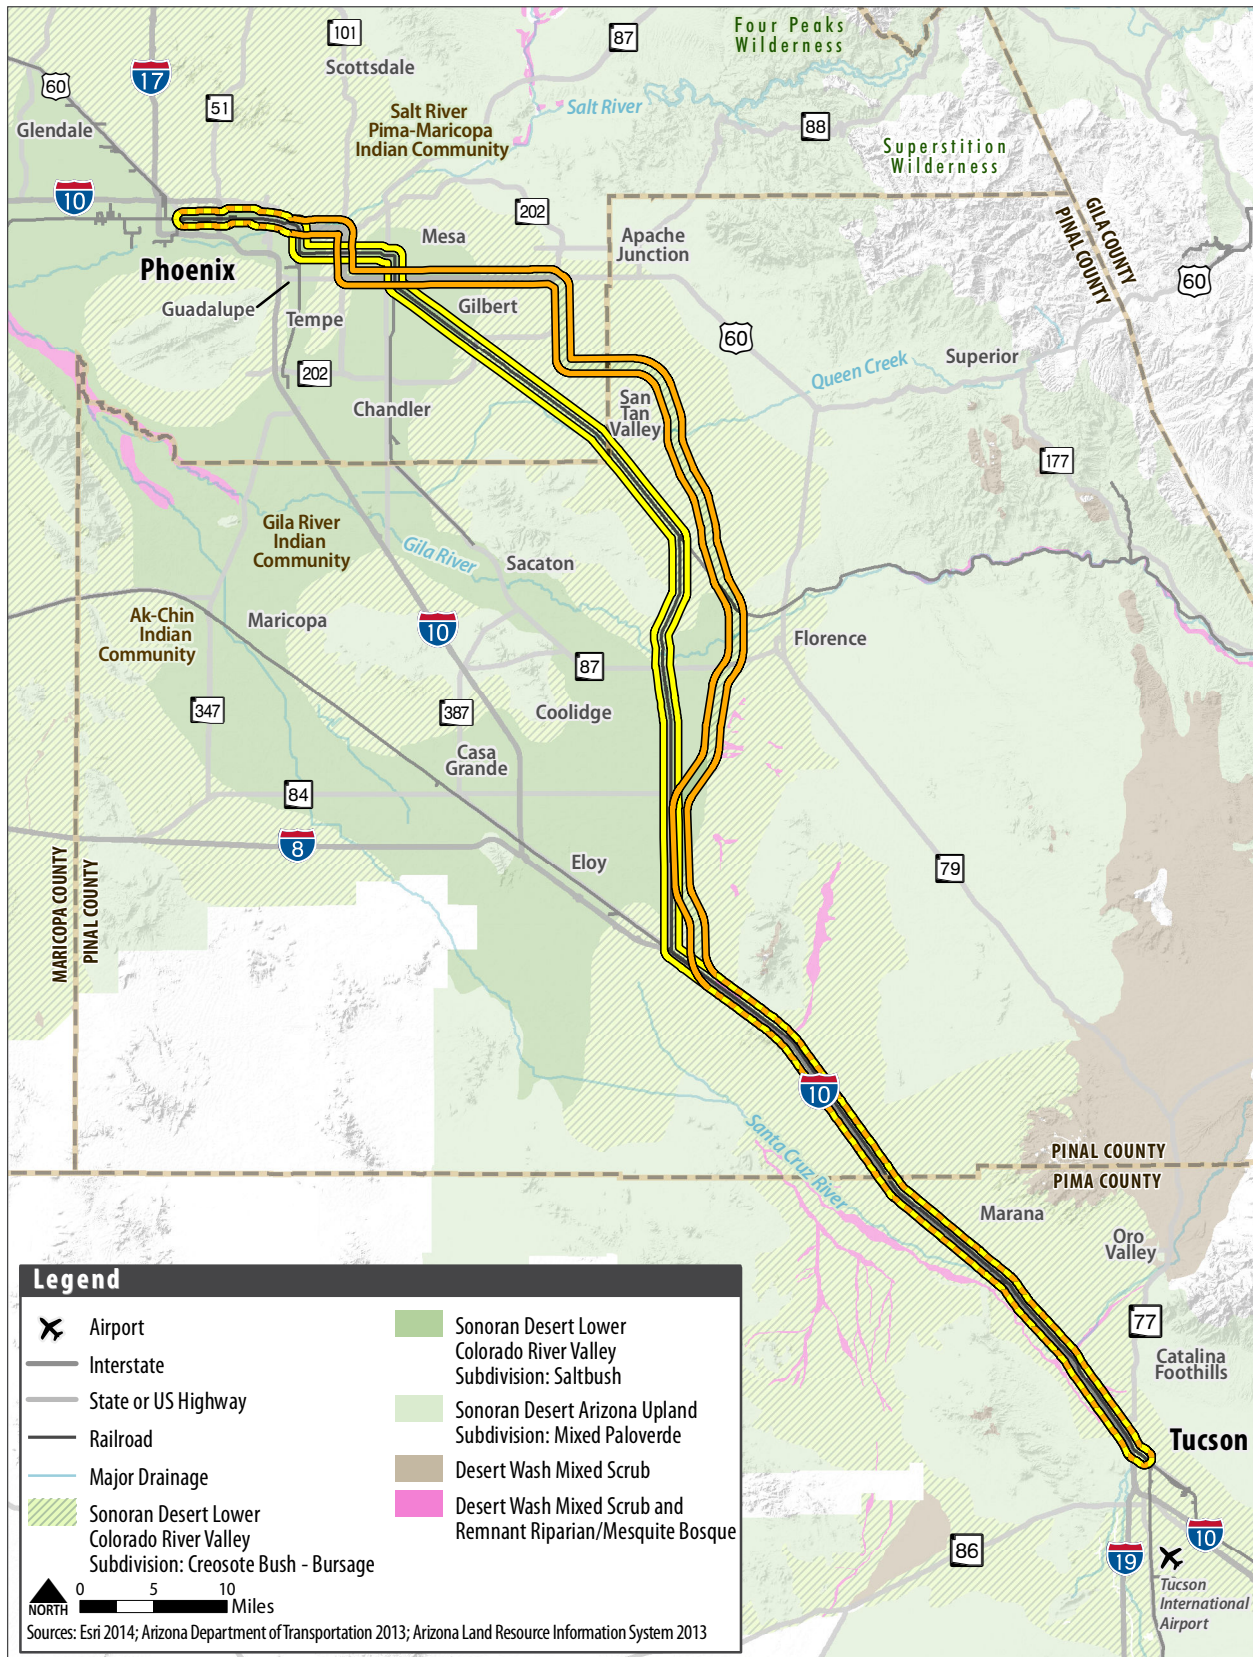 101
Scottsdale
87
Four Peaks
Wilderness
60
17
51
Glendale
Salt River
Pima-Maricopa
Indian Community
Salt River
88
Superstition
Wilderness
10
202
Mesa
Apache
Junction
GILA COUNTY
PINAL COUNTY
60
Phoenix
Guadalupe
Tempe
Gilbert
60
Superior
Queen Creek
202
Chandler
San
Tan
Valley
177
Gila River
Indian
Community
Gila River
Sacaton
Ak-Chin
Indian
Community
Maricopa
10
Florence
87
347
387
Coolidge
Casa
Grande
84
8
Eloy
79
MARICOPA COUNTY
PINAL COUNTY
10
Santa Cruz River
PINAL COUNTY
PIMA COUNTY
Marana
Oro
Valley
77
Catalina
Foothills
Tucson
86
19
10
Tucson
International
Airport
Legend
Airport
Interstate
State or US Highway
Railroad
Major Drainage
Sonoran Desert Lower
Colorado River Valley
Subdivision: Creosote Bush - Bursage
Sonoran Desert Lower
Colorado River Valley
Subdivision: Saltbush
Sonoran Desert Arizona Upland
Subdivision: Mixed Paloverde
Desert Wash Mixed Scrub
Desert Wash Mixed Scrub and
Remnant Riparian/Mesquite Bosque
NORTH
0 5 10
Miles
Sources: Esri 2014; Arizona Department of Transportation 2013; Arizona Land Resource Information System 2013